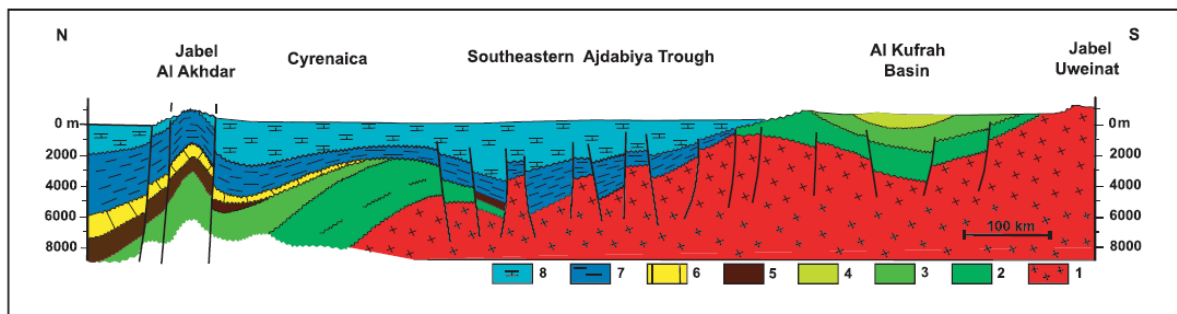 N
S
Jabel
Al Akhdar
Cyrenaica
Southeastern Ajdabiya Trough
Al Kufrah
Basin
Jabel
Uweinat
0 m
2000
4000
6000
8000
0 m
2000
4000
6000
8000
100 km
8 7 6 5 4 3 2 1